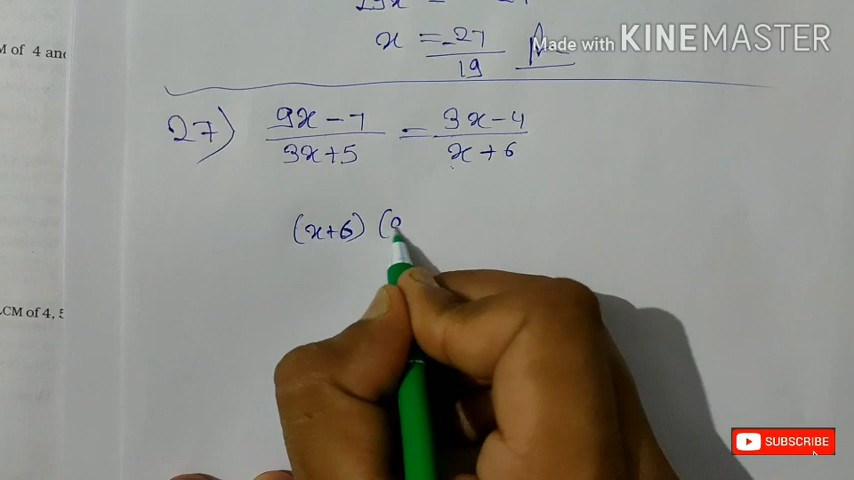 x = -27/19
Made with KINEMASTER
M of 4 and
27) (9x-7)/(3x+5) = (3x-4)/(x+6)
(x+6) (9
LCM of 4, 5
SUBSCRIBE